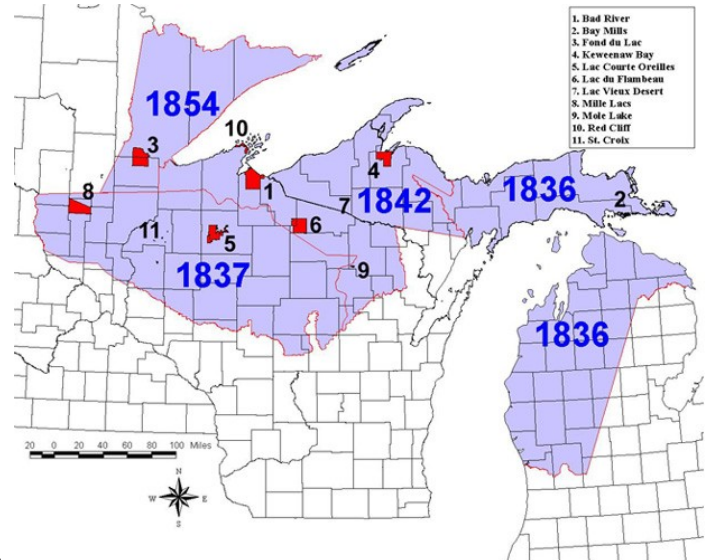 1. Bad River
2. Bay Mills
3. Fond du Lac
4. Keweenaw Bay
5. Lac Courte Oreilles
6. Lac du Flambeau
7. Lac Vieux Desert
8. Mille Lacs
9. Mole Lake
10. Red Cliff
11. St. Croix
1854
10
3
4
1836
8
1
1842
2
7
11
5
6
1837
9
1836
20 0 20 40 60 80 100 Miles
N
W E
S